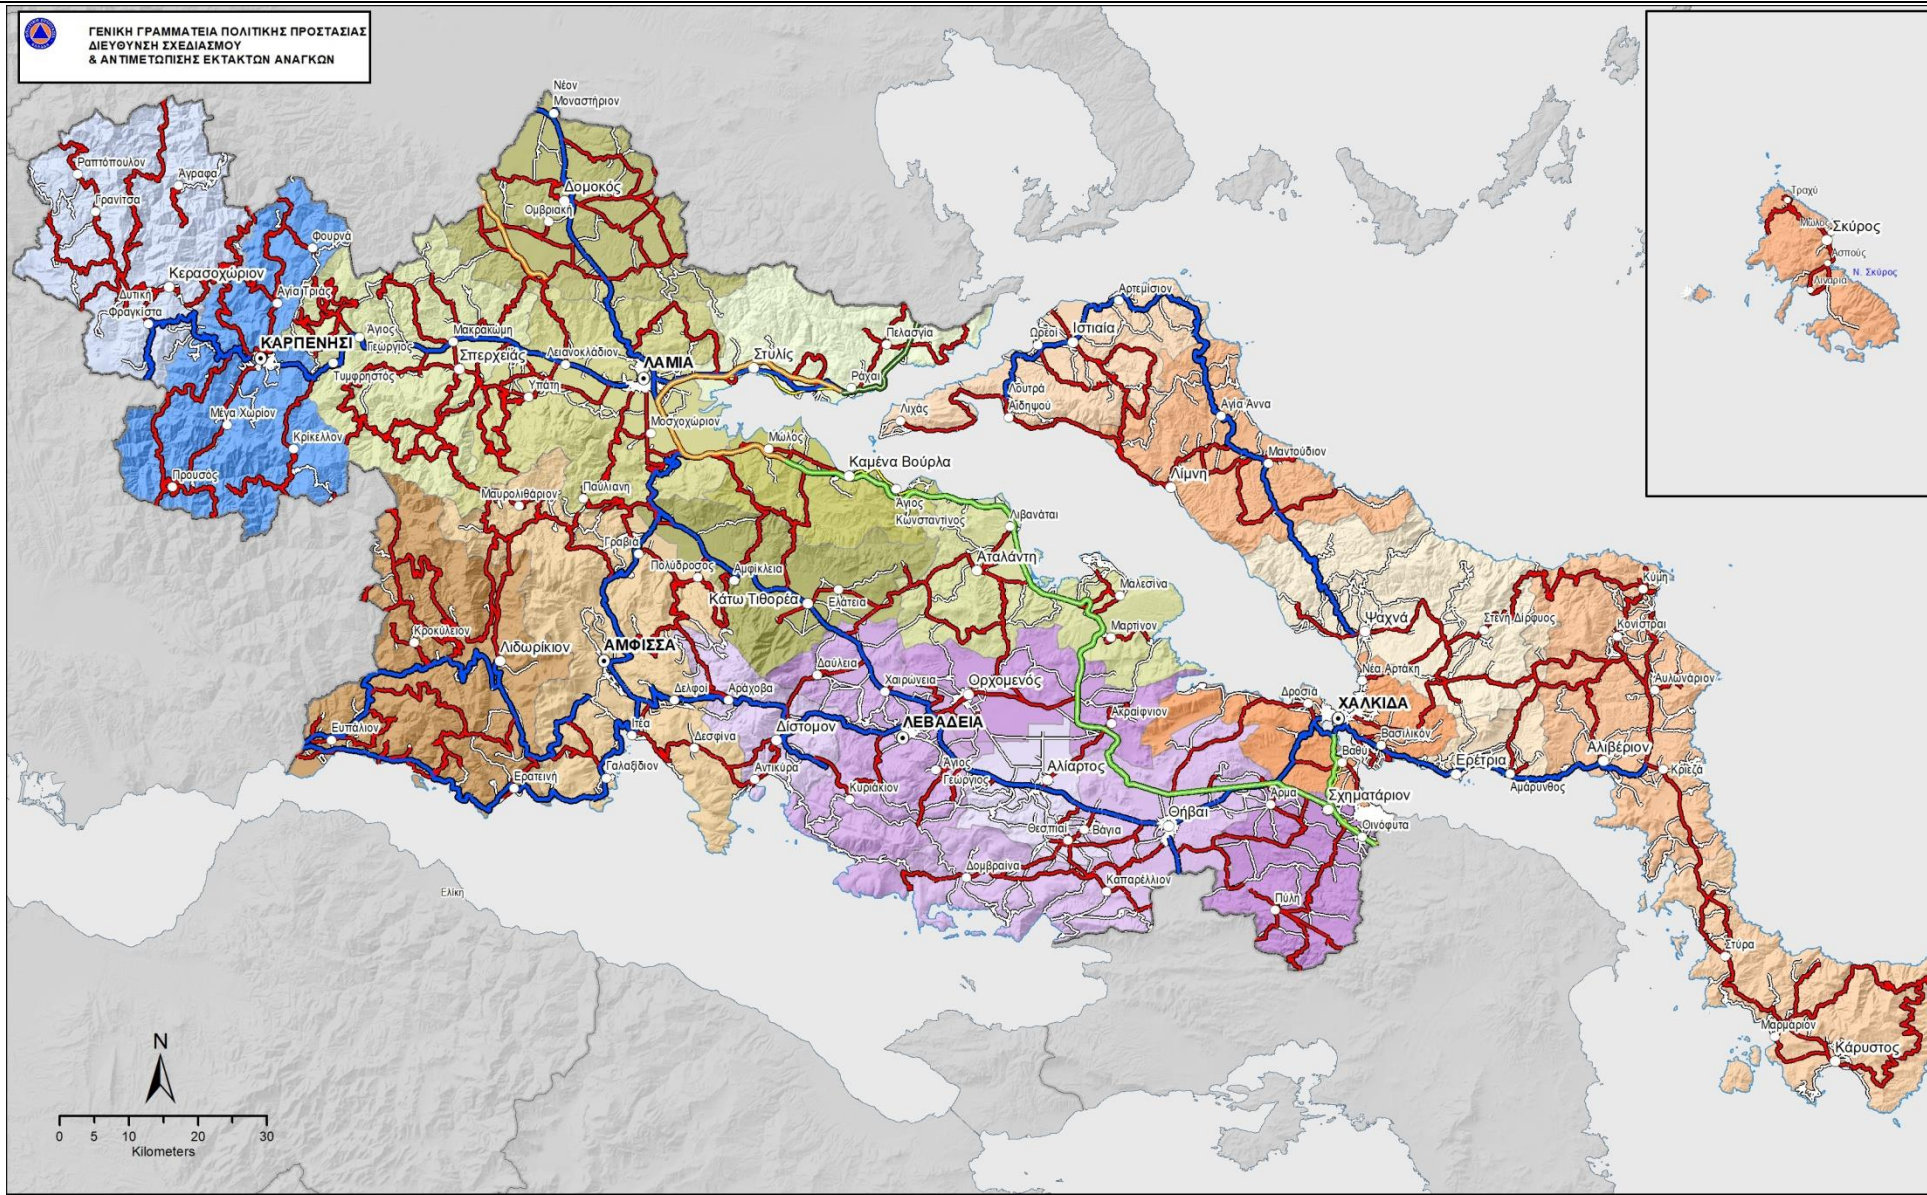 ΓΕΝΙΚΗ ΓΡΑΜΜΑΤΕΙΑ ΠΟΛΙΤΙΚΗΣ ΠΡΟΣΤΑΣΙΑΣ
ΔΙΕΥΘΥΝΣΗ ΣΧΕΔΙΑΣΜΟΥ
& ΑΝΤΙΜΕΤΩΠΙΣΗΣ ΕΚΤΑΚΤΩΝ ΑΝΑΓΚΩΝ
Νέον
Μοναστήριον
Ραπτόπουλον
Άγραφα
Γρανίτσα
Δομοκός
Ομβριακή
Φουρνά
Κερασοχώριον
Δυτική
Φραγκίστα
Αγία Τριας
ΚΑΡΠΕΝΗΣΙ
Άγιος
Γεώργιος
Τυμφρηστός
Μακρακώμη
Σπερχειάς
Λειανοκλάδιον
Υπάτη
ΛΑΜΙΑ
Στυλίς
Πελασγία
Ράχαι
Μέγα Χωρίον
Κρίκελλον
Προυσός
Μοσχοχώριον
Μώλος
Καμένα Βούρλα
Άγιος
Κωνσταντίνος
Λιβανάται
Αταλάντη
Μαλεσίνα
Μαρτίνον
Μαυρολιθάριον
Παύλιανη
Γραβιά
Πολύδροσος
Αμφίκλεια
Κάτω Τιθορέα
Ελάτεια
Κροκύλειον
Λιδωρίκιον
ΑΜΦΙΣΣΑ
Δελφοί
Αράχοβα
Δαύλεια
Χαιρώνεια
Ορχομενός
Ακραίφνιον
Ευπάλιον
Ιτέα
Δεσφίνα
Δίστομον
ΛΕΒΑΔΕΙΑ
Ερατεινή
Γαλαξίδιον
Αντίκυρα
Κυριάκιον
Άγιος
Γεώργιος
Αλίαρτος
Θήβαι
Θεσπιαί
Βάγια
Δομβραίνα
Καπαρέλλιον
Άρμα
Σχηματάριον
Οινόφυτα
Πύλη
Αρτεμίσιον
Ωρεοί
Ιστιαία
Λουτρά
Αιδηψού
Λιχάς
Αγία Άννα
Μαντούδιον
Λίμνη
Ψαχνά
Στενή Δίρφυος
Κύμη
Κονίστραι
Νέα Αρτάκη
Αυλωνάριον
Δροσιά
ΧΑΛΚΙΔΑ
Βασιλικόν
Βαθύ
Ερέτρια
Αμάρυνθος
Αλιβέριον
Κριεζά
Στύρα
Μαρμάριον
Κάρυστος
Τραχύ
Μώλος
Σκύρος
Ασπούς
Ν. Σκύρος
Λιναριά
Ελίκη
N
0 5 10 20 30
Kilometers